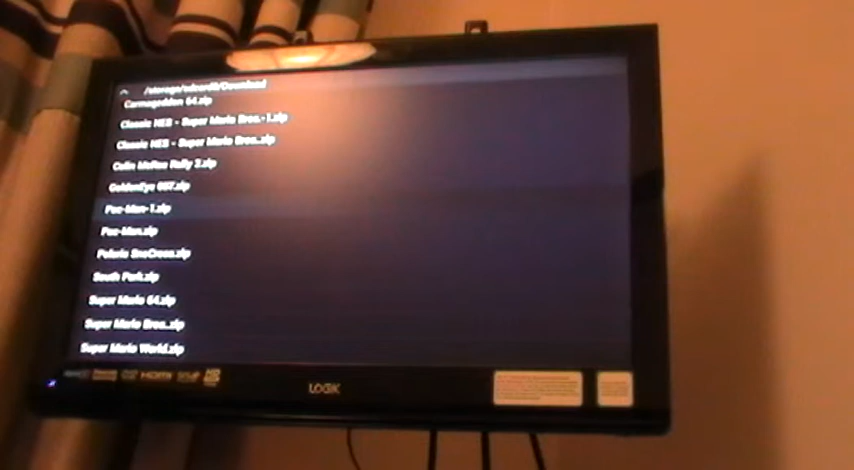 /storage/sdcard0/Download
Carmageddon 64.zip
Classic NES - Super Mario Bros.-1.zip
Classic NES - Super Mario Bros..zip
Colin McRae Rally 2.zip
GoldenEye 007.zip
Pac-Man-1.zip
Pac-Man.zip
Polaris SnoCross.zip
South Park.zip
Super Mario 64.zip
Super Mario Bros..zip
Super Mario World.zip
HDMI
HD
LOGIK